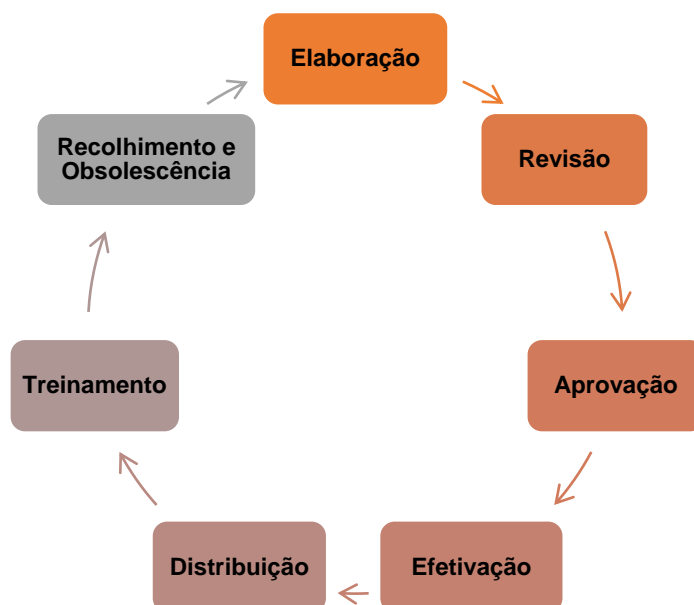 Elaboração
Revisão
Aprovação
Efetivação
Distribuição
Treinamento
Recolhimento e
Obsolescência